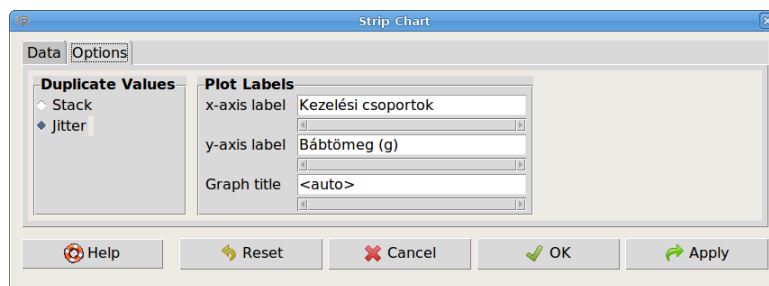 Strip Chart
Data Options
Duplicate Values
Stack
Jitter
Plot Labels
x-axis label Kezelési csoportok
y-axis label Bábtömeg (g)
Graph title <auto>
Help Reset Cancel OK Apply